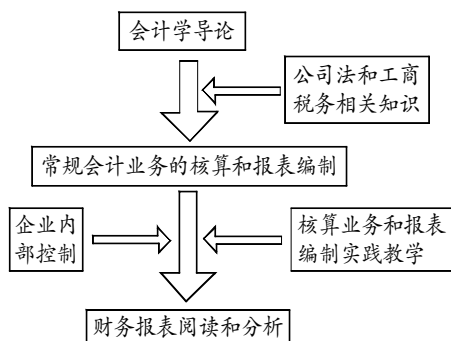 会计学导论
公司法和工商
税务相关知识
常规会计业务的核算和报表编制
企业内
部控制
核算业务和报表
编制实践教学
财务报表阅读和分析